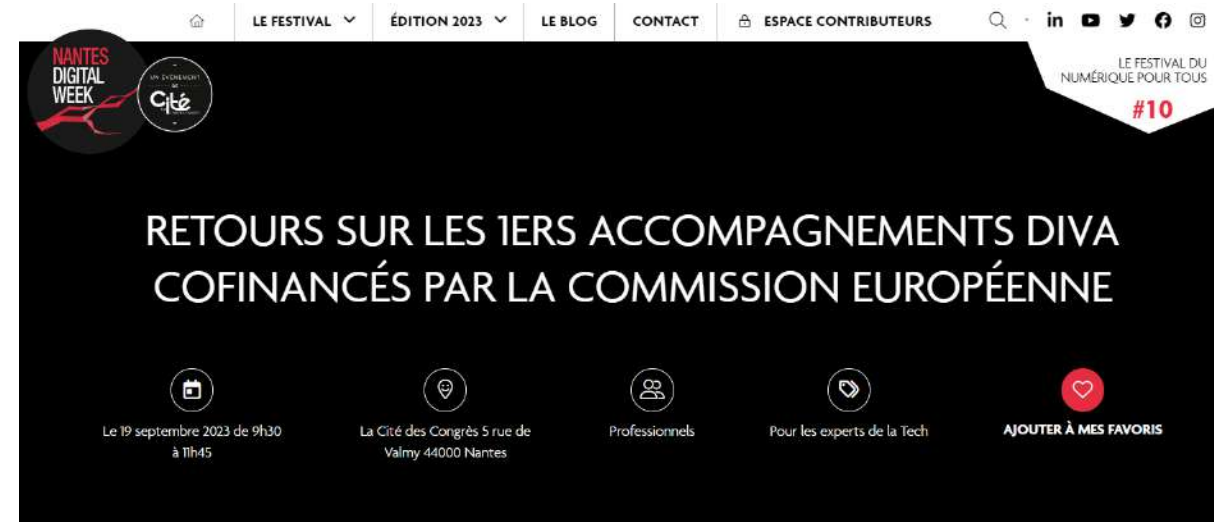 LE FESTIVAL
ÉDITION 2023
LE BLOG
CONTACT
ESPACE CONTRIBUTEURS
NANTES
DIGITAL
WEEK
UN ÉVÉNEMENT
Cité
LE FESTIVAL DU
NUMÉRIQUE POUR TOUS
#10
RETOURS SUR LES 1ERS ACCOMPAGNEMENTS DIVA
COFINANCÉS PAR LA COMMISSION EUROPÉENNE
Le 19 septembre 2023 de 9h30
à 11h45
La Cité des Congrès 5 rue de
Valmy 44000 Nantes
Professionnels
Pour les experts de la Tech
AJOUTER À MES FAVORIS